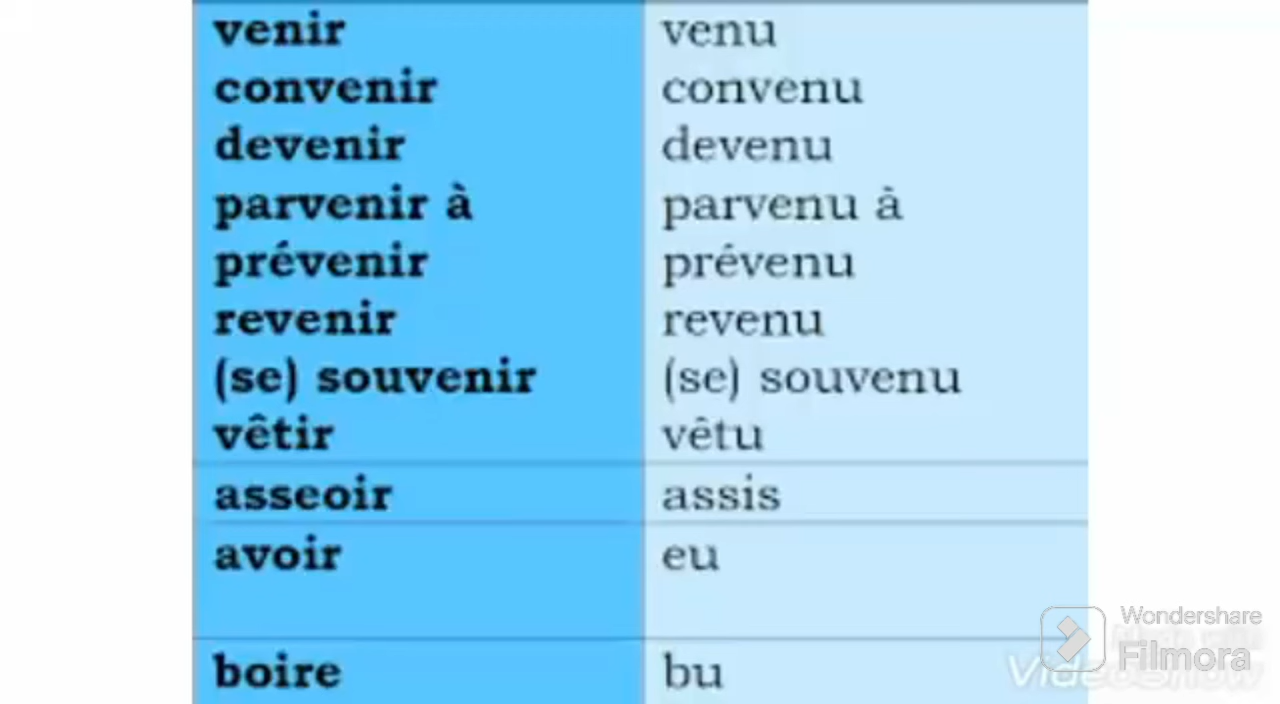 venir venu
convenir convenu
devenir devenu
parvenir à parvenu à
prévenir prévenu
revenir revenu
(se) souvenir (se) souvenu
vêtir vêtu
asseoir assis
avoir eu
boire bu
Wondershare
Filmora
VideoShow